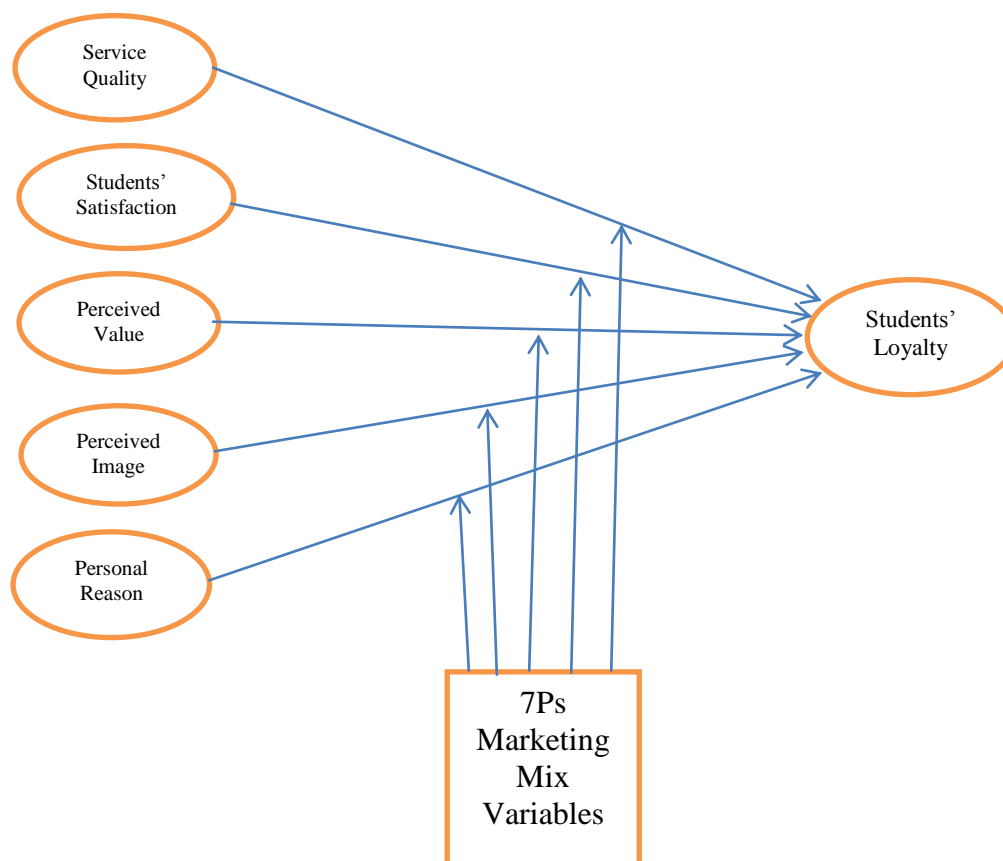 Service
Quality
Students’
Satisfaction
Perceived
Value
Students’
Loyalty
Perceived
Image
Personal
Reason
7Ps
Marketing
Mix
Variables